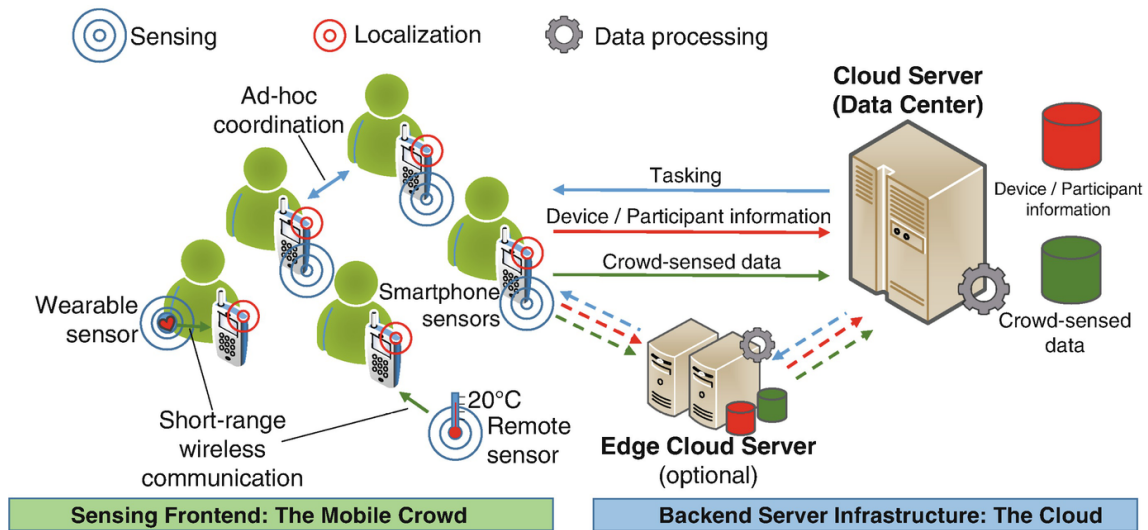 Sensing
Localization
Data processing
Cloud Server
(Data Center)
Ad-hoc
coordination
Tasking
Device / Participant information
Crowd-sensed data
Device / Participant
information
Wearable
sensor
Smartphone
sensors
Crowd-sensed
data
20°C
Remote
sensor
Short-range
wireless
communication
Edge Cloud Server
(optional)
Sensing Frontend: The Mobile Crowd
Backend Server Infrastructure: The Cloud